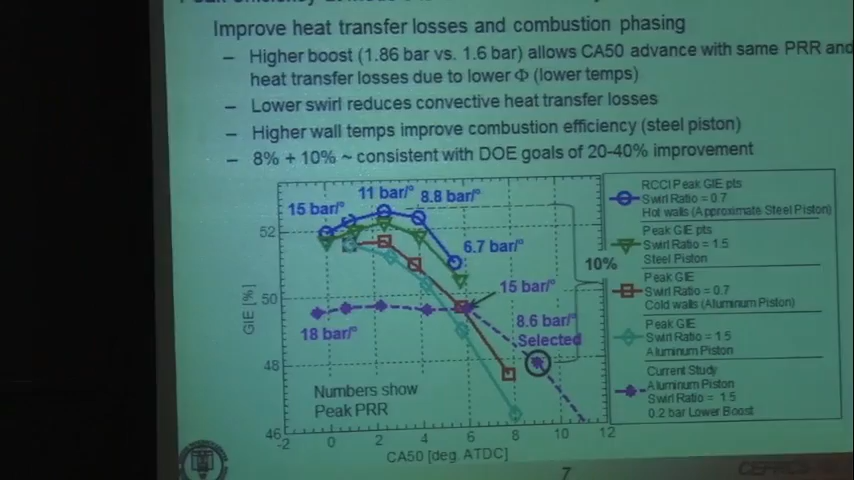 Improve heat transfer losses and combustion phasing
– Higher boost (1.86 bar vs. 1.6 bar) allows CA50 advance with same PRR and
heat transfer losses due to lower Φ (lower temps)
– Lower swirl reduces convective heat transfer losses
– Higher wall temps improve combustion efficiency (steel piston)
– 8% + 10% ~ consistent with DOE goals of 20-40% improvement
15 bar/°
11 bar/°
8.8 bar/°
6.7 bar/°
15 bar/°
18 bar/°
8.6 bar/°
Selected
10%
Numbers show
Peak PRR
GIE [%]
52
50
48
46
-2
0
2
4
6
8
10
12
CA50 [deg. ATDC]
RCCI Peak GIE pts
Swirl Ratio = 0.7
Hot walls (Approximate Steel Piston)
Peak GIE pts
Swirl Ratio = 1.5
Steel Piston
Peak GIE
Swirl Ratio = 0.7
Cold walls (Aluminum Piston)
Peak GIE
Swirl Ratio = 1.5
Aluminum Piston
Current Study
Aluminum Piston
Swirl Ratio = 1.5
0.2 bar Lower Boost
7